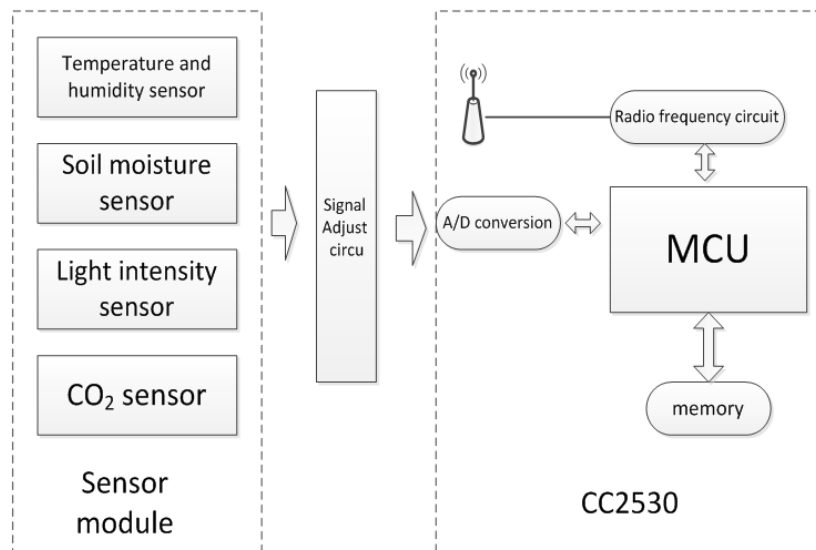 Temperature and
humidity sensor
Soil moisture
sensor
Light intensity
sensor
CO₂ sensor
Sensor
module
Signal
Adjust
circu
Radio frequency circuit
A/D conversion
MCU
memory
CC2530